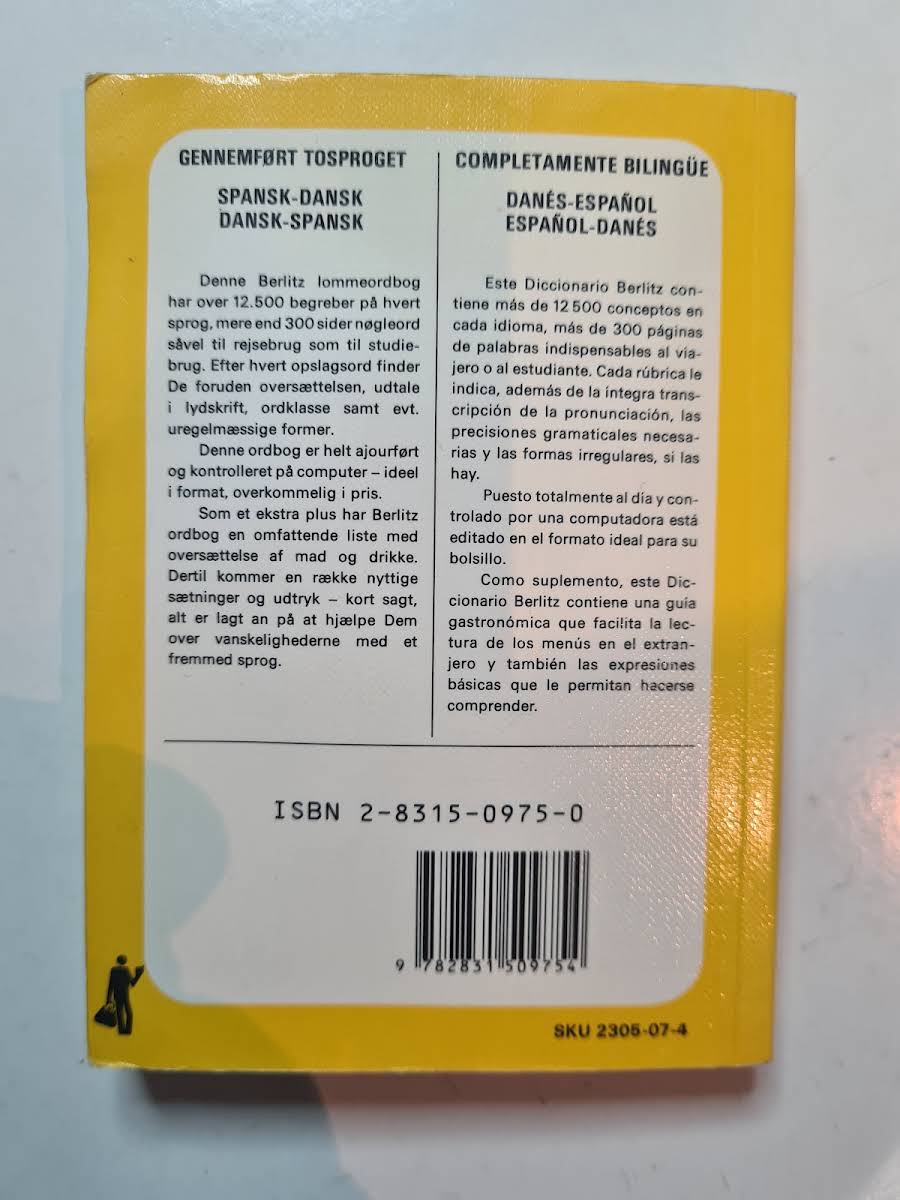 GENNEMFØRT TOSPROGET
SPANSK-DANSK
DANSK-SPANSK
Denne Berlitz lommeordbog
har over 12.500 begreber på hvert
sprog, mere end 300 sider nøgleord
såvel til rejsebrug som til studie-
brug. Efter hvert opslagsord finder
De foruden oversættelsen, udtale
i lydskrift, ordklasse samt evt.
uregelmæssige former.
Denne ordbog er helt ajourført
og kontrolleret på computer – ideel
i format, overkommelig i pris.
Som et ekstra plus har Berlitz
ordbog en omfattende liste med
oversættelse af mad og drikke.
Dertil kommer en række nyttige
sætninger og udtryk – kort sagt,
alt er lagt an på at hjælpe Dem
over vanskelighederne med et
fremmed sprog.
COMPLETAMENTE BILINGÜE
DANÉS-ESPAÑOL
ESPAÑOL-DANÉS
Este Diccionario Berlitz con-
tiene más de 12 500 conceptos en
cada idioma, más de 300 páginas
de palabras indispensables al via-
jero o al estudiante. Cada rúbrica le
indica, además de la íntegra trans-
cripción de la pronunciación, las
precisiones gramaticales necesa-
rias y las formas irregulares, si las
hay.
Puesto totalmente al día y con-
trolado por una computadora está
editado en el formato ideal para su
bolsillo.
Como suplemento, este Dic-
cionario Berlitz contiene una guía
gastronómica que facilita la lec-
tura de los menús en el extran-
jero y también las expresiones
básicas que le permitan hacerse
comprender.
ISBN 2-8315-0975-0
9 782831 509754
SKU 2305-07-4